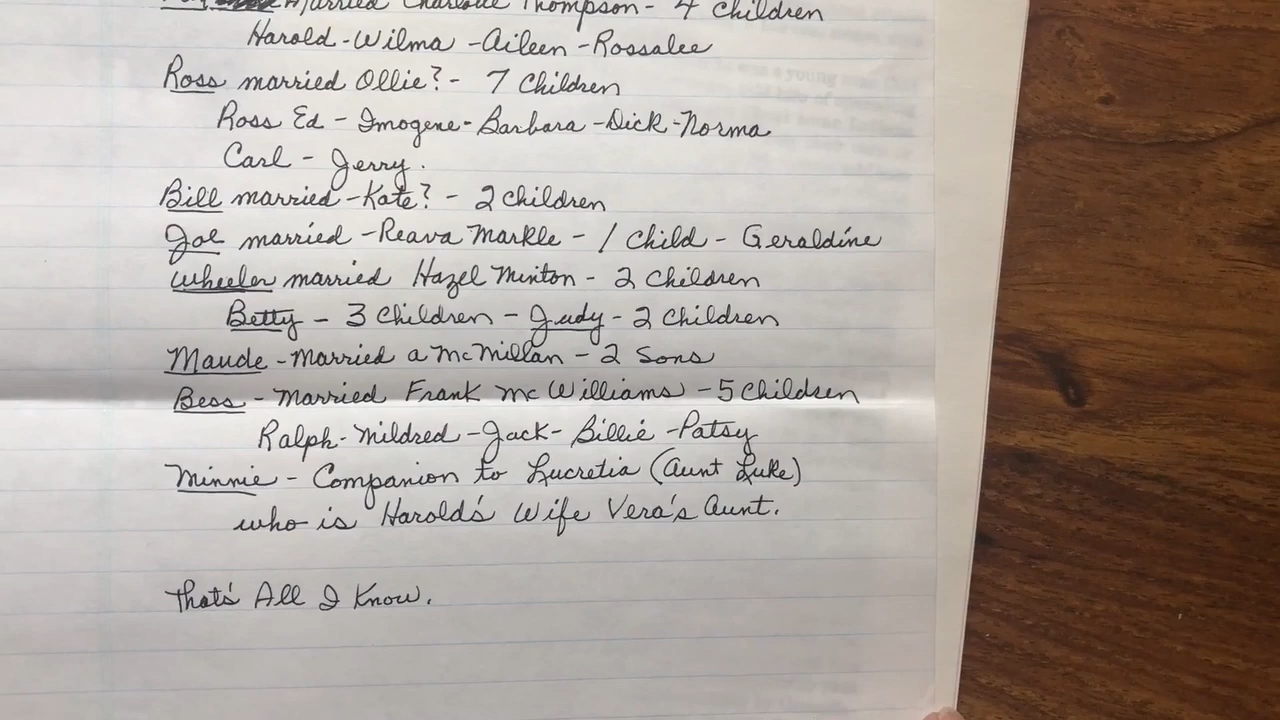 Married Charlotte Thompson - 4 Children
Harold - Wilma - Aileen - Rossalee
Ross married Ollie? - 7 Children
Ross Ed - Imogene - Barbara - Dick - Norma
Carl - Jerry.
Bill married - Kate? - 2 Children
Joe married - Reava Markle - 1 Child - Geraldine
Wheeler married Hazel Minton - 2 Children
Betty - 3 Children - Judy - 2 Children
Maude - Married a McMillan - 2 Sons
Bess - Married Frank McWilliams - 5 Children
Ralph - Mildred - Jack - Billie - Patsy
Minnie - Companion to Lucretia (Aunt Luke)
who is Harold's Wife Vera's Aunt.
That's All I Know.